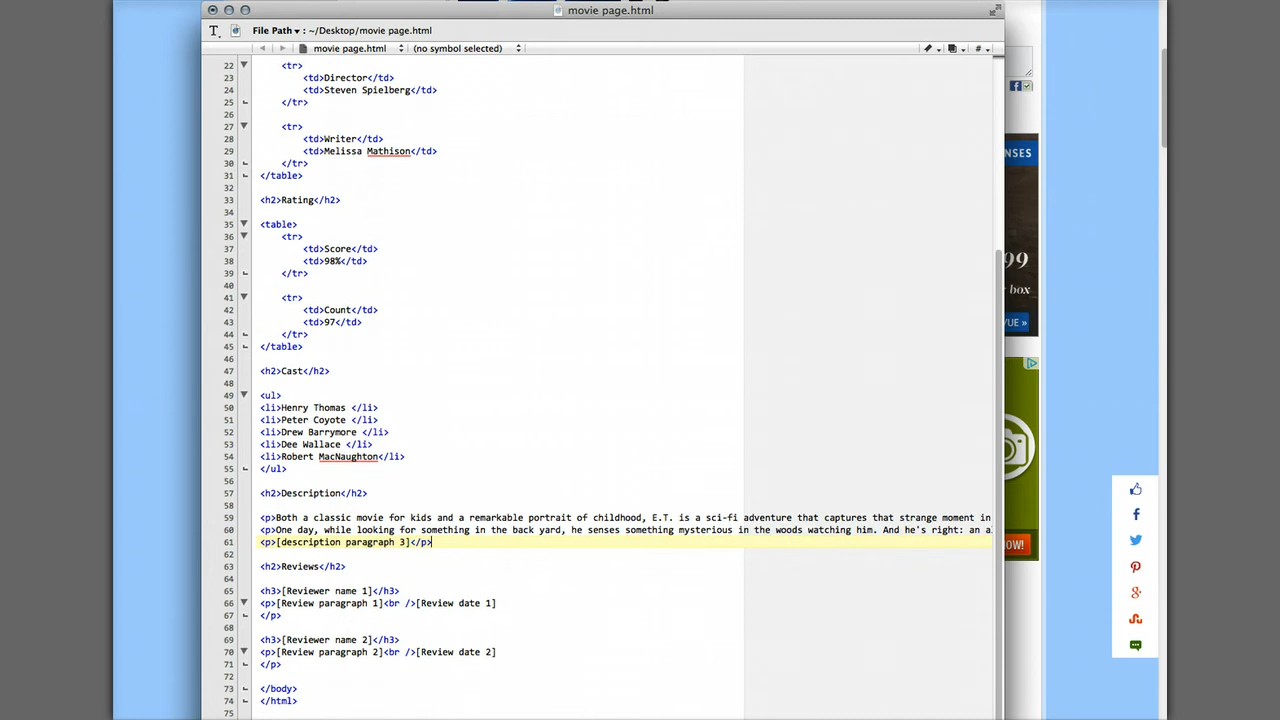 movie page.html
File Path : ~/Desktop/movie page.html
movie page.html (no symbol selected) #
22 <tr>
23 <td>Director</td>
24 <td>Steven Spielberg</td>
25 </tr>
26
27 <tr>
28 <td>Writer</td>
29 <td>Melissa Mathison</td>
30 </tr>
31 </table>
32
33 <h2>Rating</h2>
34
35 <table>
36 <tr>
37 <td>Score</td>
38 <td>98%</td>
39 </tr>
40
41 <tr>
42 <td>Count</td>
43 <td>97</td>
44 </tr>
45 </table>
46
47 <h2>Cast</h2>
48
49 <ul>
50 <li>Henry Thomas </li>
51 <li>Peter Coyote </li>
52 <li>Drew Barrymore </li>
53 <li>Dee Wallace </li>
54 <li>Robert MacNaughton</li>
55 </ul>
56
57 <h2>Description</h2>
58
59 <p>Both a classic movie for kids and a remarkable portrait of childhood, E.T. is a sci-fi adventure that captures that strange moment in
60 <p>One day, while looking for something in the back yard, he senses something mysterious in the woods watching him. And he's right: an al
61 <p>[description paragraph 3]</p>
62
63 <h2>Reviews</h2>
64
65 <h3>[Reviewer name 1]</h3>
66 <p>[Review paragraph 1]<br />[Review date 1]
67 </p>
68
69 <h3>[Reviewer name 2]</h3>
70 <p>[Review paragraph 2]<br />[Review date 2]
71 </p>
72
73 </body>
74 </html>
75
NSES
99
box
VUE »
OW!